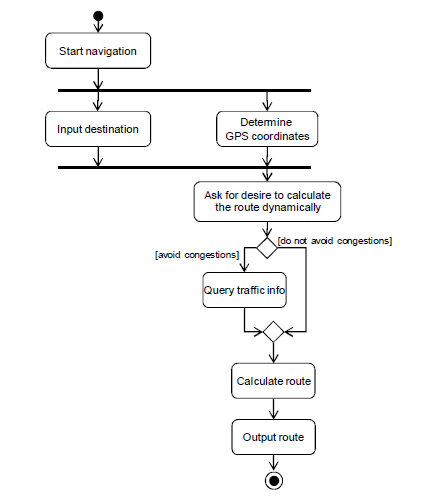 Start navigation
Input destination
Determine
GPS coordinates
Ask for desire to calculate
the route dynamically
[do not avoid congestions]
[avoid congestions]
Query traffic info
Calculate route
Output route